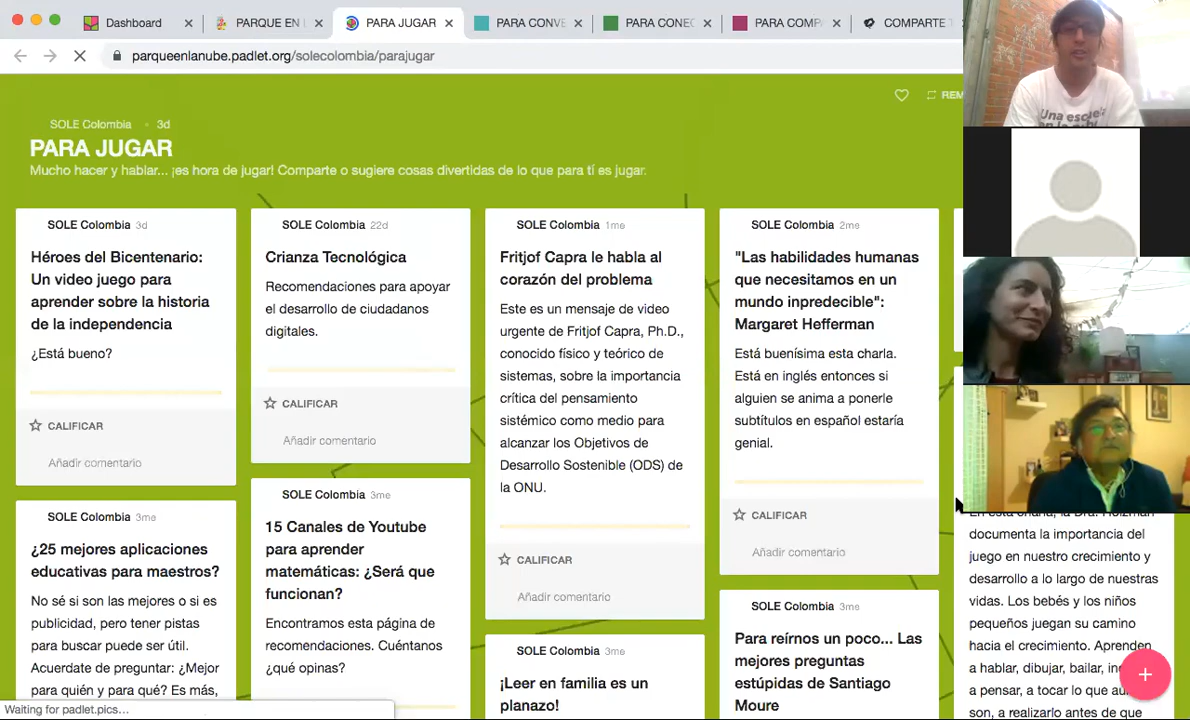 Dashboard
PARQUE EN L
PARA JUGAR
PARA CONVE
PARA CONEC
PARA COMP
COMPARTE T
parqueenlanube.padlet.org/solecolombia/parajugar
REM
SOLE Colombia • 3d
PARA JUGAR
Mucho hacer y hablar... ¡es hora de jugar! Comparte o sugiere cosas divertidas de lo que para tí es jugar.
SOLE Colombia 3d
Héroes del Bicentenario:
Un video juego para
aprender sobre la historia
de la independencia
¿Está bueno?
CALIFICAR
Añadir comentario
SOLE Colombia 3me
¿25 mejores aplicaciones
educativas para maestros?
No sé si son las mejores o si es
publicidad, pero tener pistas
para buscar puede ser útil.
Acuerdate de preguntar: ¿Mejor
para quién y para qué? Es más,
SOLE Colombia 22d
Crianza Tecnológica
Recomendaciones para apoyar
el desarrollo de ciudadanos
digitales.
CALIFICAR
Añadir comentario
SOLE Colombia 3me
15 Canales de Youtube
para aprender
matemáticas: ¿Será que
funcionan?
Encontramos esta página de
recomendaciones. Cuéntanos
¿qué opinas?
SOLE Colombia 1me
Fritjof Capra le habla al
corazón del problema
Este es un mensaje de video
urgente de Fritjof Capra, Ph.D.,
conocido físico y teórico de
sistemas, sobre la importancia
crítica del pensamiento
sistémico como medio para
alcanzar los Objetivos de
Desarrollo Sostenible (ODS) de
la ONU.
CALIFICAR
Añadir comentario
SOLE Colombia 3me
¡Leer en familia es un
planazo!
SOLE Colombia 2me
"Las habilidades humanas
que necesitamos en un
mundo inpredecible":
Margaret Hefferman
Está buenísima esta charla.
Está en inglés entonces si
alguien se anima a ponerle
subtítulos en español estaría
genial.
CALIFICAR
Añadir comentario
SOLE Colombia 3me
Para reírnos un poco... Las
mejores preguntas
estúpidas de Santiago
Moure
En esta charla, la Dra. Holzman
documenta la importancia del
juego en nuestro crecimiento y
desarrollo a lo largo de nuestras
vidas. Los bebés y los niños
pequeños juegan su camino
hacia el crecimiento. Aprenden
a hablar, dibujar, bailar,
a pensar, a tocar lo que
son, a realizarlo antes de que
Una escuela
en la
Waiting for padlet.pics...